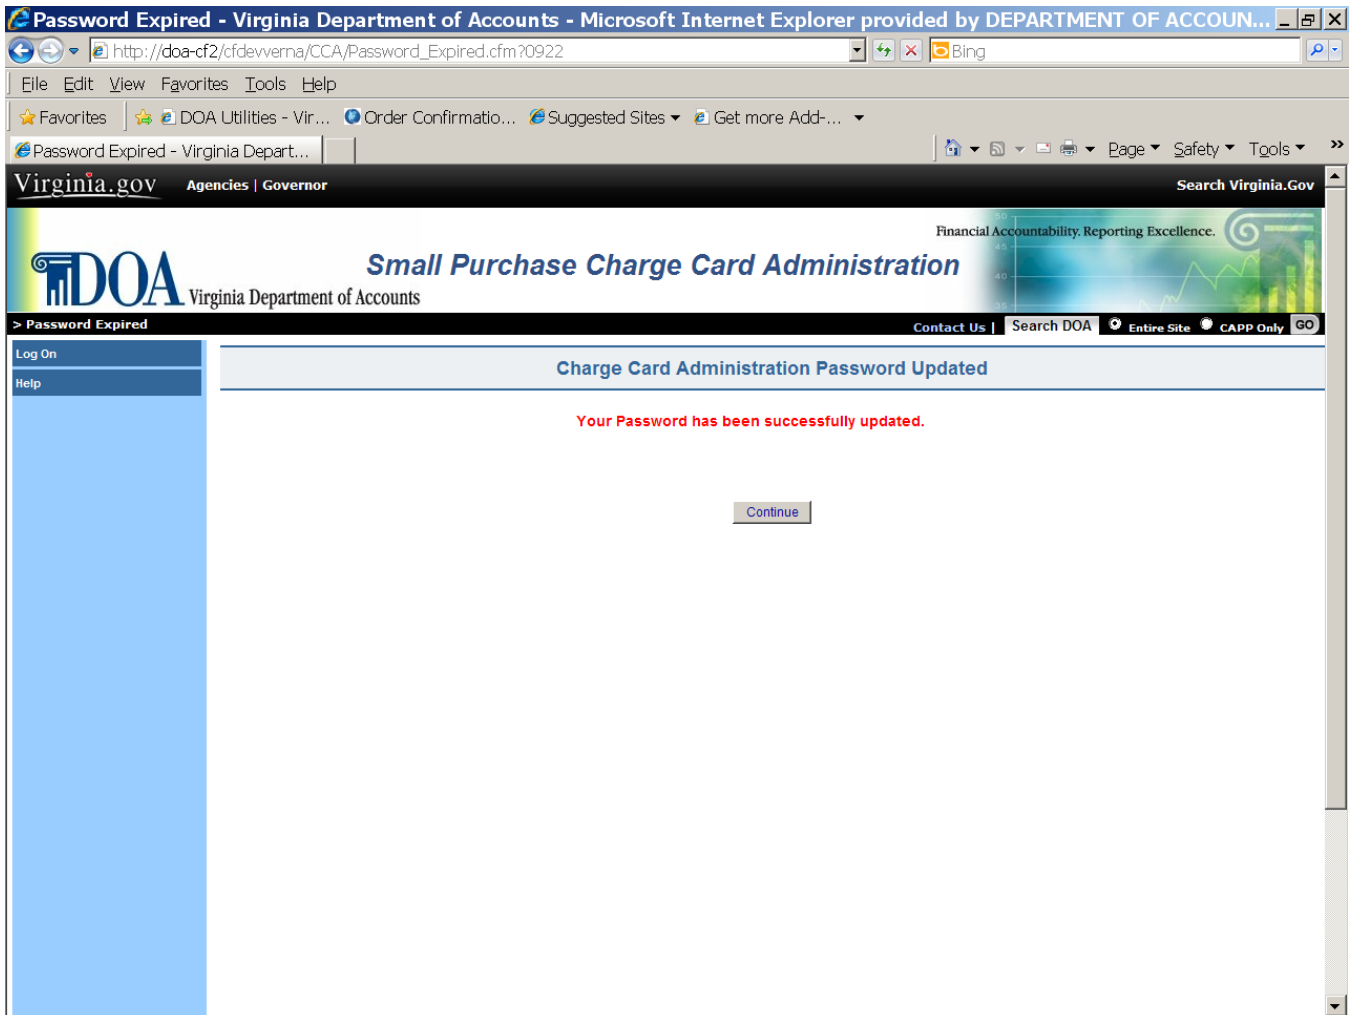 Password Expired - Virginia Department of Accounts - Microsoft Internet Explorer provided by DEPARTMENT OF ACCOUN...
http://doa-cf2/cfdevverna/CCA/Password_Expired.cfm?0922
Bing
File Edit View Favorites Tools Help
Favorites DOA Utilities - Vir... Order Confirmatio... Suggested Sites Get more Add-...
Password Expired - Virginia Depart... Page Safety Tools »
Virginia.gov Agencies | Governor Search Virginia.Gov
Financial Accountability. Reporting Excellence.
50
45
40
35
Small Purchase Charge Card Administration
DOA Virginia Department of Accounts
> Password Expired Contact Us | Search DOA Entire Site CAPP Only GO
Log On
Help
Charge Card Administration Password Updated
Your Password has been successfully updated.
Continue